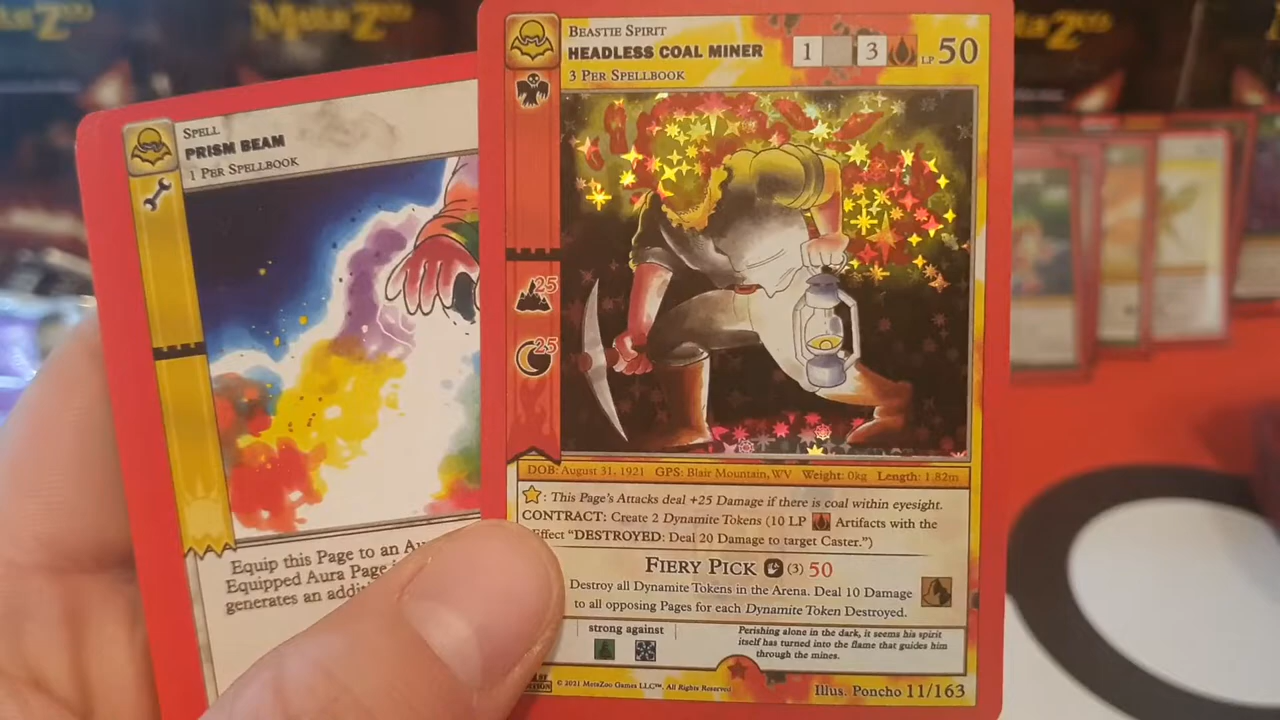 MetaZoo
MetaZoo
MetaZoo
SPELL
PRISM BEAM
1 PER SPELLBOOK
Equip this Page to an Au
Equipped Aura Page
generates an addi
BEASTIE SPIRIT
HEADLESS COAL MINER
3 PER SPELLBOOK
1 3 LP 50
25
25
DOB: August 31, 1921 GPS: Blair Mountain, WV Weight: 0kg Length: 1.82m
: This Page's Attacks deal +25 Damage if there is coal within eyesight.
CONTRACT: Create 2 Dynamite Tokens (10 LP Artifacts with the
Effect "DESTROYED: Deal 20 Damage to target Caster.")
FIERY PICK (3) 50
Destroy all Dynamite Tokens in the Arena. Deal 10 Damage
to all opposing Pages for each Dynamite Token Destroyed.
strong against
Perishing alone in the dark, it seems his spirit
itself has turned into the flame that guides him
through the mines.
© 2021 MetaZoo Games LLC™. All Rights Reserved
Illus. Poncho 11/163